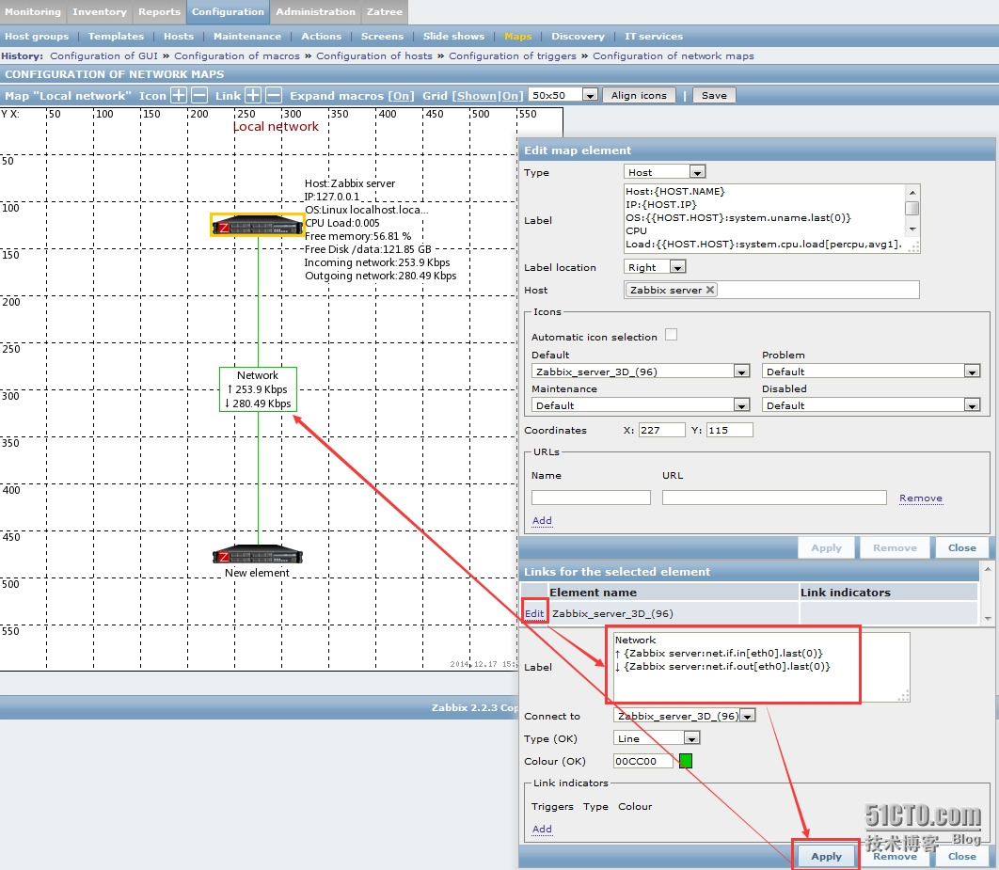 Monitoring Inventory Reports Configuration Administration Zatree
Host groups | Templates | Hosts | Maintenance | Actions | Screens | Slide shows | Maps | Discovery | IT services
History: Configuration of GUI » Configuration of macros » Configuration of hosts » Configuration of triggers » Configuration of network maps
CONFIGURATION OF NETWORK MAPS
Map "Local network" Icon Link Expand macros [On] Grid [Shown|On] 50x50 Align icons | Save
Y X: 50 100 150 200 250 300 350 400 450 500 550
Local network
50
100
150
200
250
300
350
400
450
500
550
Host:Zabbix server
IP:127.0.0.1
OS:Linux localhost.loca...
CPU Load:0.005
Free memory:56.81 %
Free Disk /data:121.85 GB
Incoming network:253.9 Kbps
Outgoing network:280.49 Kbps
Z
Network
↑ 253.9 Kbps
↓ 280.49 Kbps
Z
New element
2014.12.17 15:
Zabbix 2.2.3 Cop
Edit map element
Type Host
Label
Host:{HOST.NAME}
IP:{HOST.IP}
OS:{{HOST.HOST}:system.uname.last(0)}
CPU
Load:{{HOST.HOST}:system.cpu.load[percpu,avg1].
Label location Right
Host Zabbix server
Icons
Automatic icon selection
Default Problem
Zabbix_server_3D_(96) Default
Maintenance Disabled
Default Default
Coordinates X: 227 Y: 115
URLs
Name URL
Remove
Add
Apply Remove Close
Links for the selected element
Element name Link indicators
Edit Zabbix_server_3D_(96)
Label
Network
↑ {Zabbix server:net.if.in[eth0].last(0)}
↓ {Zabbix server:net.if.out[eth0].last(0)}
Connect to Zabbix_server_3D_(96)
Type (OK) Line
Colour (OK) 00CC00
Link indicators
Triggers Type Colour
Add
Apply Remove Close
51CTO.com
技术博客 Blog